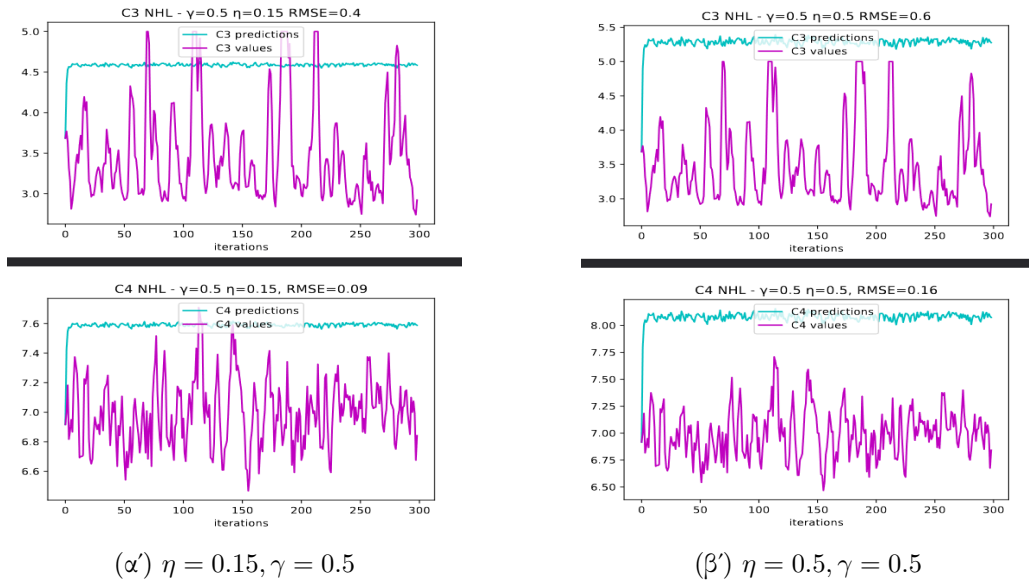 C3 NHL - γ=0.5 η=0.15 RMSE=0.4
C3 predictions
C3 values
5.0
4.5
4.0
3.5
3.0
0 50 100 150 200 250 300
iterations
C4 NHL - γ=0.5 η=0.15, RMSE=0.09
C4 predictions
C4 values
7.6
7.4
7.2
7.0
6.8
6.6
0 50 100 150 200 250 300
iterations
(α′) η = 0.15, γ = 0.5
C3 NHL - γ=0.5 η=0.5 RMSE=0.6
C3 predictions
C3 values
5.5
5.0
4.5
4.0
3.5
3.0
0 50 100 150 200 250 300
iterations
C4 NHL - γ=0.5 η=0.5, RMSE=0.16
C4 predictions
C4 values
8.00
7.75
7.50
7.25
7.00
6.75
6.50
0 50 100 150 200 250 300
iterations
(β′) η = 0.5, γ = 0.5